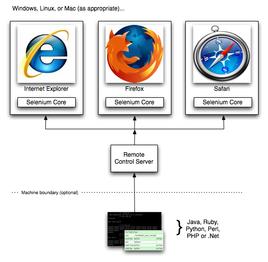 Windows, Linux, or Mac (as appropriate)...
Internet Explorer
Firefox
Safari
Selenium Core
Selenium Core
Selenium Core
Remote
Control Server
Machine boundary (optional)
Java, Ruby,
Python, Perl,
PHP or .Net